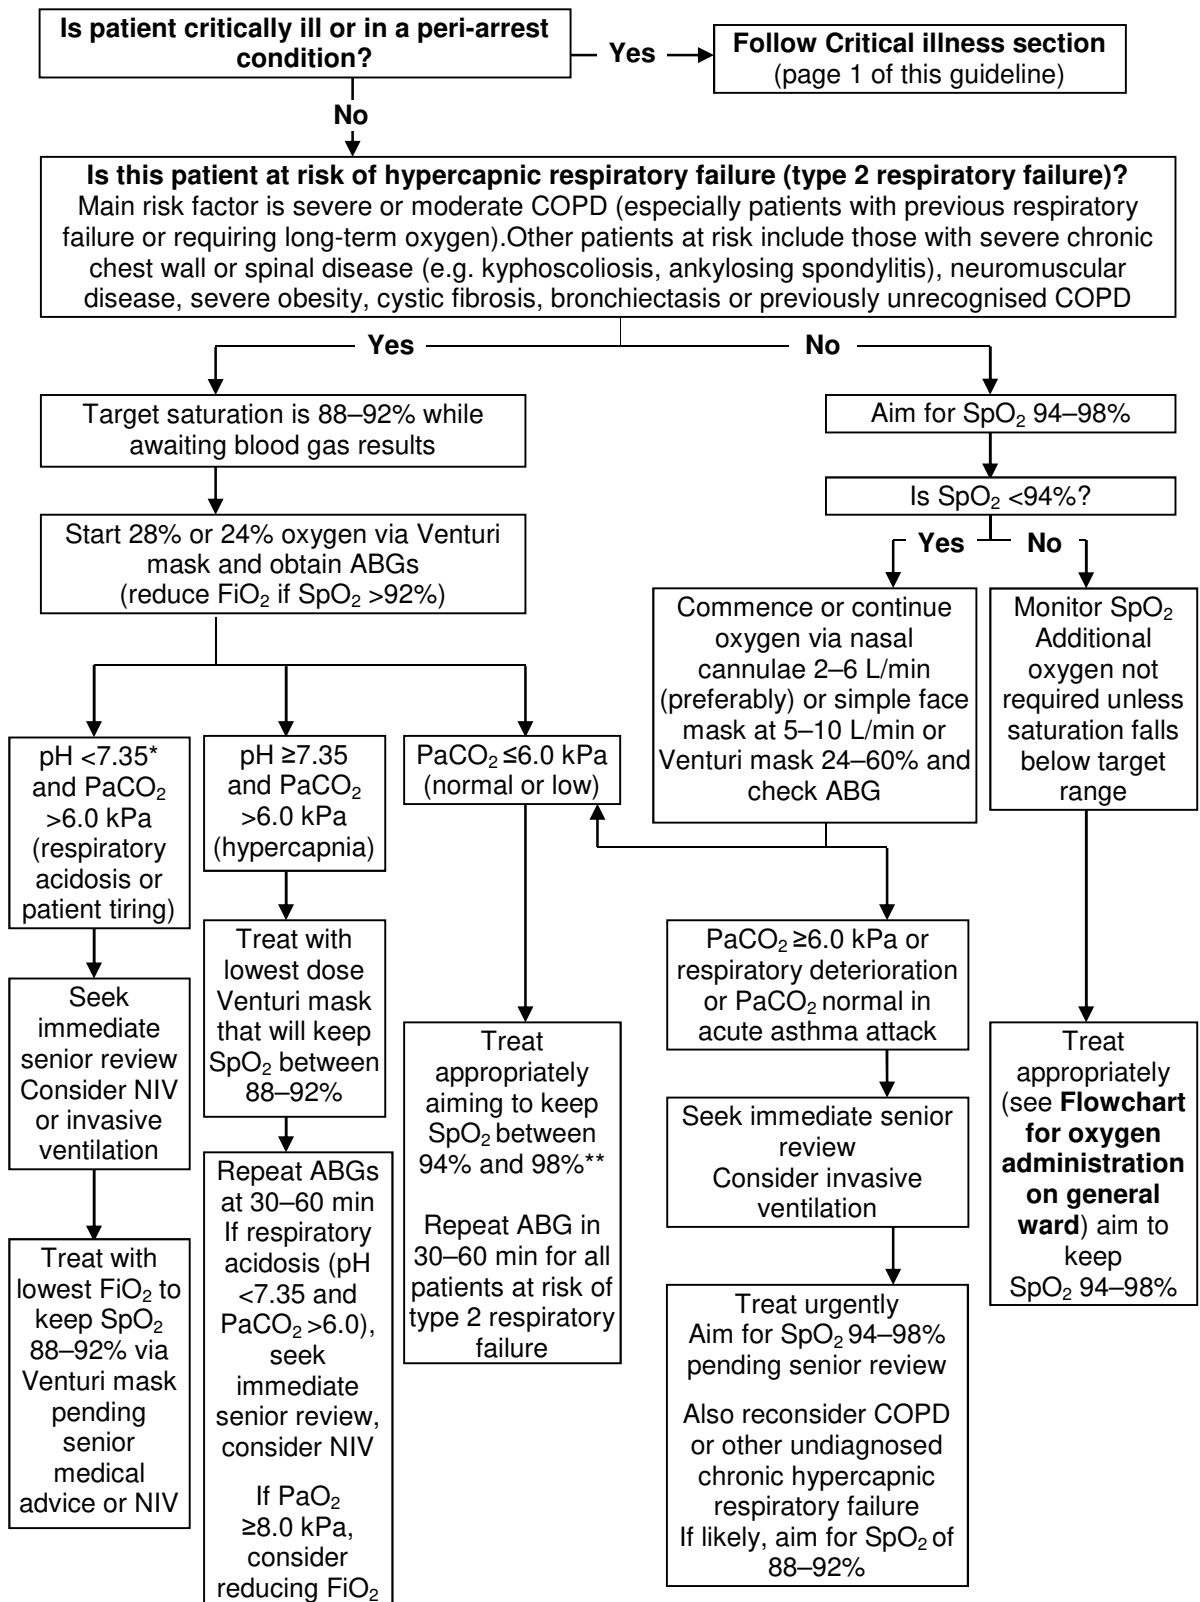 Is patient critically ill or in a peri-arrest
condition?
Yes
Follow Critical illness section
(page 1 of this guideline)
No
Is this patient at risk of hypercapnic respiratory failure (type 2 respiratory failure)?
Main risk factor is severe or moderate COPD (especially patients with previous respiratory
failure or requiring long-term oxygen).Other patients at risk include those with severe chronic
chest wall or spinal disease (e.g. kyphoscoliosis, ankylosing spondylitis), neuromuscular
disease, severe obesity, cystic fibrosis, bronchiectasis or previously unrecognised COPD
Yes
No
Target saturation is 88–92% while
awaiting blood gas results
Aim for SpO₂ 94–98%
Is SpO₂ <94%?
Start 28% or 24% oxygen via Venturi
mask and obtain ABGs
(reduce FiO₂ if SpO₂ >92%)
Yes
No
Commence or continue
oxygen via nasal
cannulae 2–6 L/min
(preferably) or simple face
mask at 5–10 L/min or
Venturi mask 24–60% and
check ABG
Monitor SpO₂
Additional
oxygen not
required unless
saturation falls
below target
range
pH <7.35*
and PaCO₂
>6.0 kPa
(respiratory
acidosis or
patient tiring)
pH ≥7.35
and PaCO₂
>6.0 kPa
(hypercapnia)
PaCO₂ ≤6.0 kPa
(normal or low)
Seek
immediate
senior review
Consider NIV
or invasive
ventilation
Treat with
lowest dose
Venturi mask
that will keep
SpO₂ between
88–92%
Treat
appropriately
aiming to keep
SpO₂ between
94% and 98%**
Repeat ABG in
30–60 min for all
patients at risk of
type 2 respiratory
failure
PaCO₂ ≥6.0 kPa or
respiratory deterioration
or PaCO₂ normal in
acute asthma attack
Treat
appropriately
(see Flowchart
for oxygen
administration
on general
ward) aim to
keep
SpO₂ 94–98%
Seek immediate senior
review
Consider invasive
ventilation
Treat with
lowest FiO₂ to
keep SpO₂
88–92% via
Venturi mask
pending
senior
medical
advice or NIV
Repeat ABGs
at 30–60 min
If respiratory
acidosis (pH
<7.35 and
PaCO₂ >6.0),
seek
immediate
senior review,
consider NIV
If PaO₂
≥8.0 kPa,
consider
reducing FiO₂
Treat urgently
Aim for SpO₂ 94–98%
pending senior review
Also reconsider COPD
or other undiagnosed
chronic hypercapnic
respiratory failure
If likely, aim for SpO₂ of
88–92%